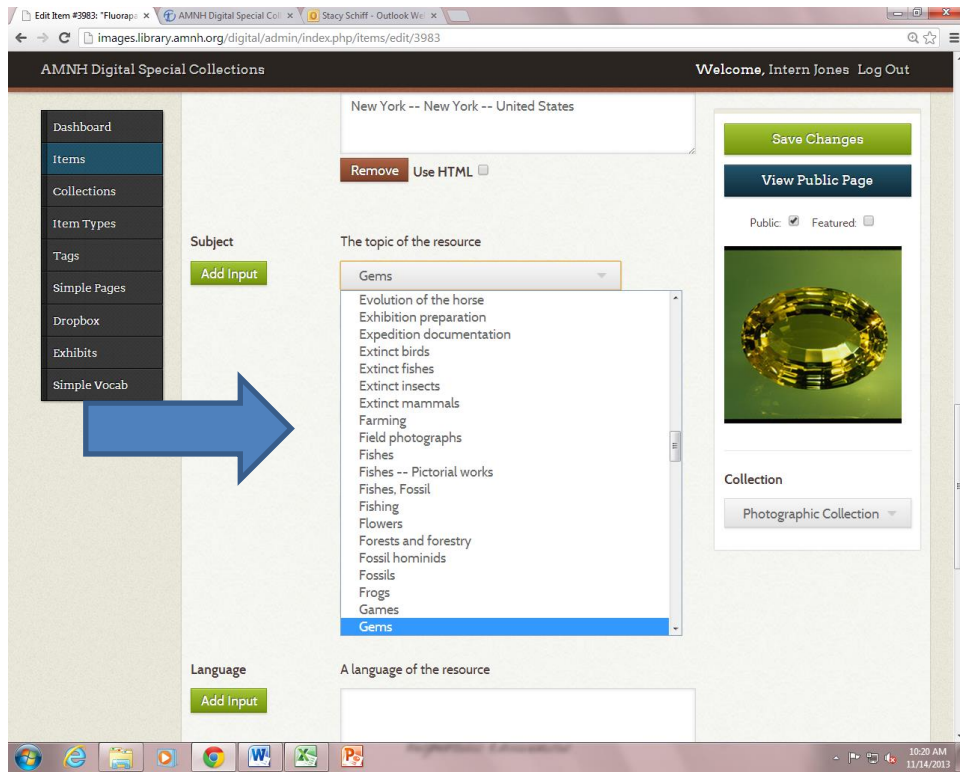 Edit Item #3983: "Fluorapa
AMNH Digital Special Coll
Stacy Schiff - Outlook We
images.library.amnh.org/digital/admin/index.php/items/edit/3983
AMNH Digital Special Collections
Welcome, Intern Jones Log Out
Dashboard
Items
Collections
Item Types
Tags
Simple Pages
Dropbox
Exhibits
Simple Vocab
New York -- New York -- United States
Remove Use HTML
Subject
The topic of the resource
Add Input
Gems
Evolution of the horse
Exhibition preparation
Expedition documentation
Extinct birds
Extinct fishes
Extinct insects
Extinct mammals
Farming
Field photographs
Fishes
Fishes -- Pictorial works
Fishes, Fossil
Fishing
Flowers
Forests and forestry
Fossil hominids
Fossils
Frogs
Games
Gems
Language
A language of the resource
Add Input
Save Changes
View Public Page
Public: Featured:
Collection
Photographic Collection
10:20 AM
11/14/2013